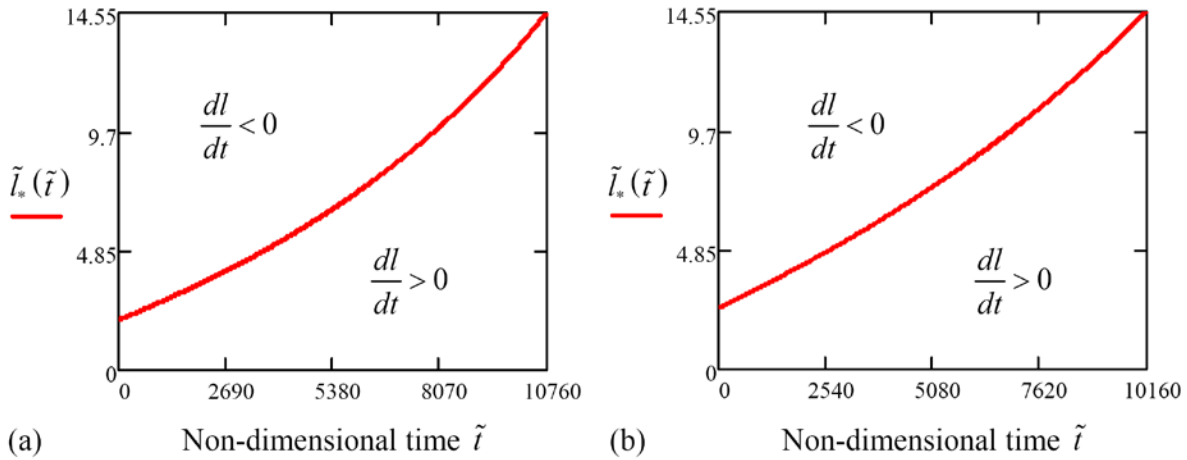 14.55
9.7
4.85
0
dl/dt < 0
dl/dt > 0
l̃*(t̃)
0 2690 5380 8070 10760
(a) Non-dimensional time t̃
14.55
9.7
4.85
0
dl/dt < 0
dl/dt > 0
l̃*(t̃)
0 2540 5080 7620 10160
(b) Non-dimensional time t̃